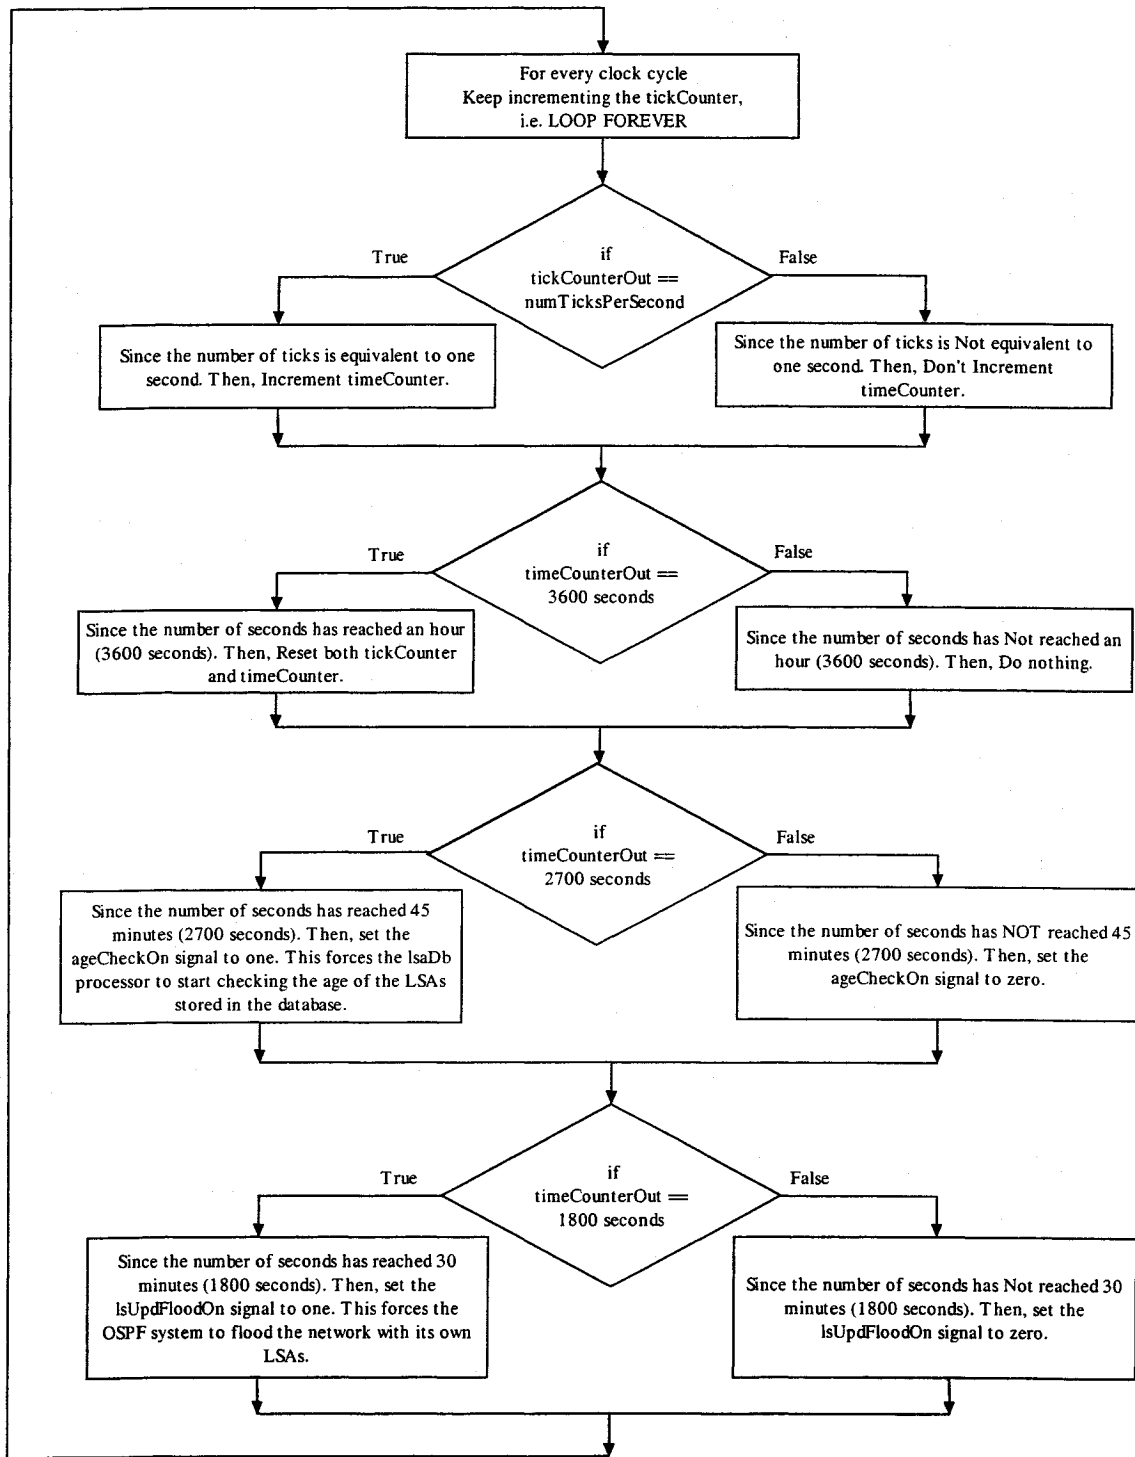 For every clock cycle
Keep incrementing the tickCounter,
i.e. LOOP FOREVER
True
if
tickCounterOut ==
numTicksPerSecond
False
Since the number of ticks is equivalent to one
second. Then, Increment timeCounter.
Since the number of ticks is Not equivalent to
one second. Then, Don't Increment
timeCounter.
True
if
timeCounterOut ==
3600 seconds
False
Since the number of seconds has reached an hour
(3600 seconds). Then, Reset both tickCounter
and timeCounter.
Since the number of seconds has Not reached an
hour (3600 seconds). Then, Do nothing.
True
if
timeCounterOut ==
2700 seconds
False
Since the number of seconds has reached 45
minutes (2700 seconds). Then, set the
ageCheckOn signal to one. This forces the lsaDb
processor to start checking the age of the LSAs
stored in the database.
Since the number of seconds has NOT reached 45
minutes (2700 seconds). Then, set the
ageCheckOn signal to zero.
True
if
timeCounterOut ==
1800 seconds
False
Since the number of seconds has reached 30
minutes (1800 seconds). Then, set the
lsUpdFloodOn signal to one. This forces the
OSPF system to flood the network with its own
LSAs.
Since the number of seconds has Not reached 30
minutes (1800 seconds). Then, set the
lsUpdFloodOn signal to zero.